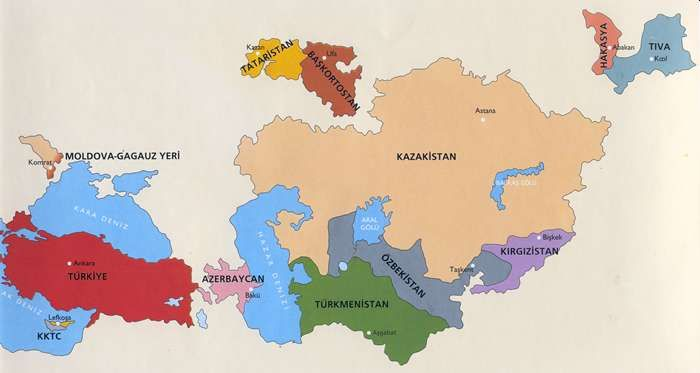 Kazan
TATARİSTAN
Ufa
BAŞKORTOSTAN
HAKASYA
Abakan
TIVA
Kızıl
Astana
KAZAKİSTAN
MOLDOVA-GAGAUZ YERİ
Komrat
BALKAŞ GÖLÜ
KARA DENİZ
HAZAR DENİZİ
ARAL
GÖLÜ
Bişkek
KIRGIZİSTAN
Ankara
TÜRKİYE
AZERBAYCAN
Bakü
ÖZBEKİSTAN
Taşkent
TÜRKMENİSTAN
Aşgabat
AK DENİZ
Lefkoşa
KKTC